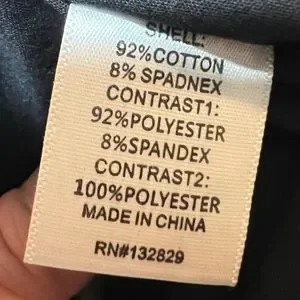 SHELL:
92%COTTON
8% SPADNEX
CONTRAST1:
92%POLYESTER
8%SPANDEX
CONTRAST2:
100%POLYESTER
MADE IN CHINA
RN#132829